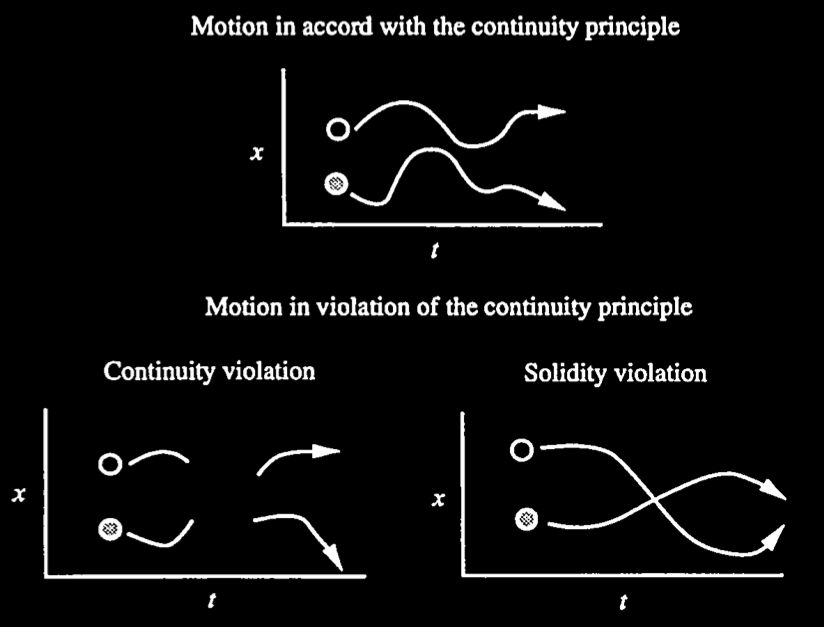 Motion in accord with the continuity principle
x
t
Motion in violation of the continuity principle
Continuity violation
Solidity violation
x
x
t
t